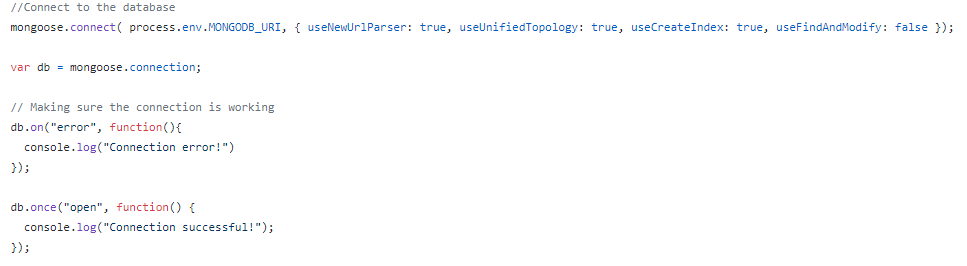 //Connect to the database
mongoose.connect( process.env.MONGODB_URI, { useNewUrlParser: true, useUnifiedTopology: true, useCreateIndex: true, useFindAndModify: false });
var db = mongoose.connection;
// Making sure the connection is working
db.on("error", function(){
console.log("Connection error!")
});
db.once("open", function() {
console.log("Connection successful!");
});